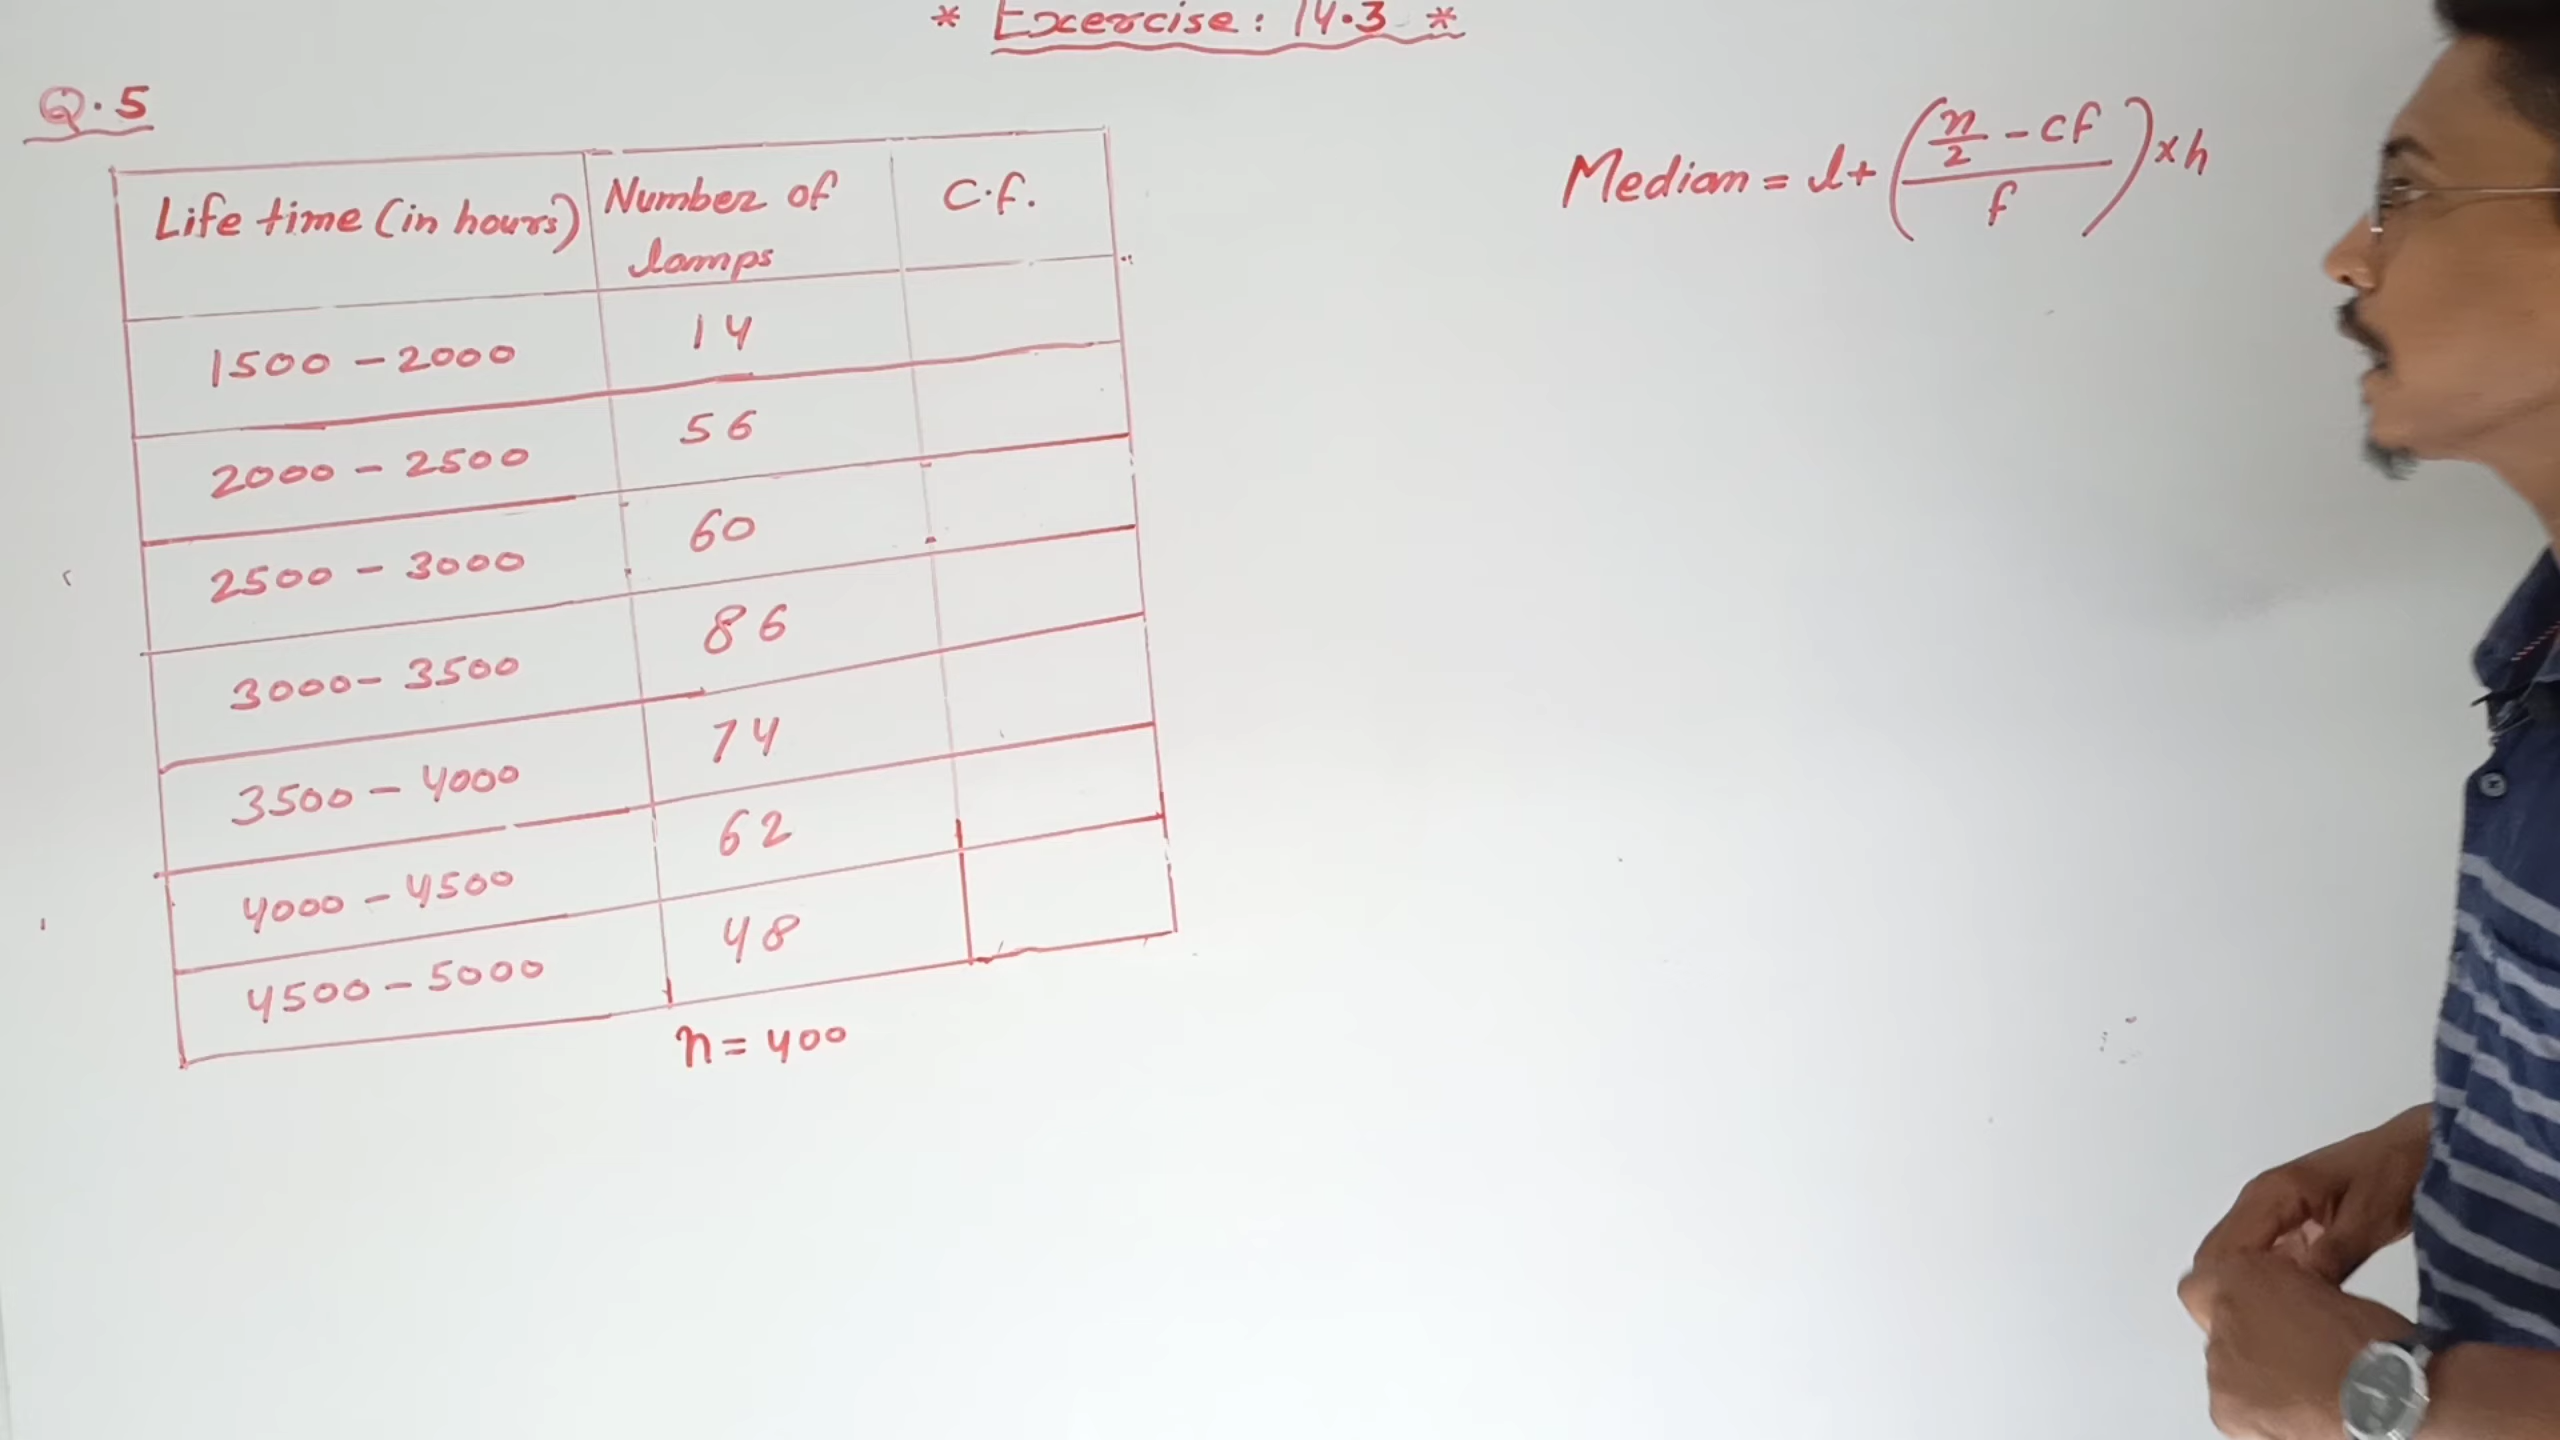 * Excercise: 14.3 *
Q.5
Life time (in hours) Number of lamps C.f.
1500 - 2000 14
2000 - 2500 56
2500 - 3000 60
3000 - 3500 86
3500 - 4000 74
4000 - 4500 62
4500 - 5000 48
n = 400
Median = l + ( (n/2 - cf) / f ) × h